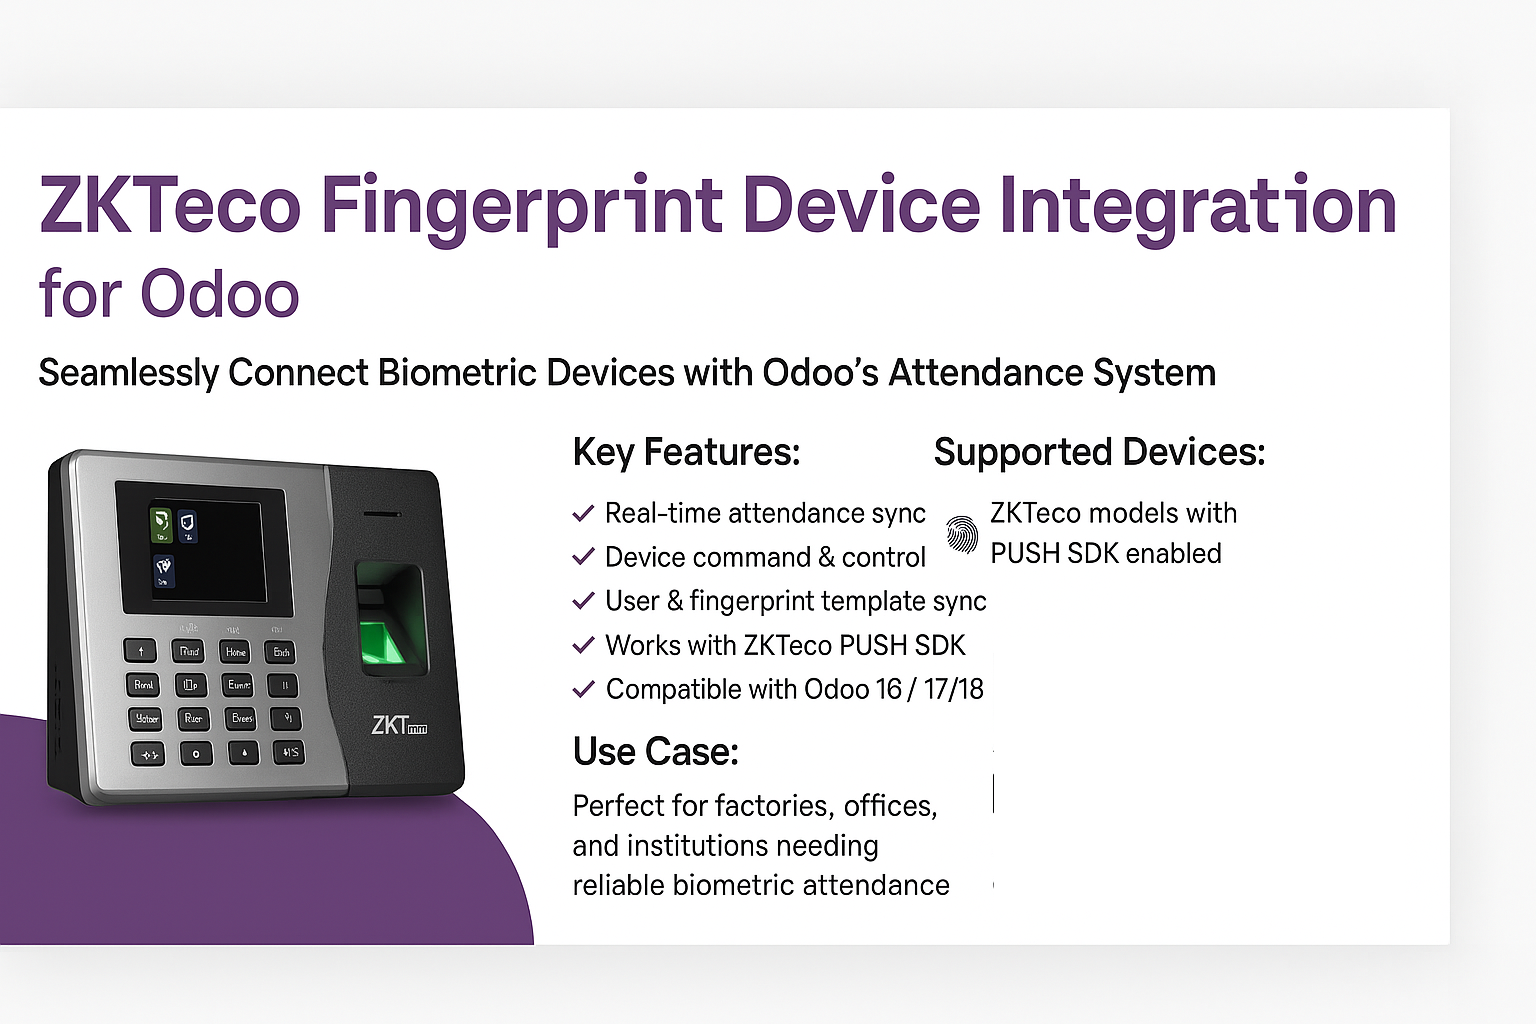 ZKTeco Fingerprint Device Integration
for Odoo
Seamlessly Connect Biometric Devices with Odoo’s Attendance System
Key Features:
✓ Real-time attendance sync
✓ Device command & control
✓ User & fingerprint template sync
✓ Works with ZKTeco PUSH SDK
✓ Compatible with Odoo 16 / 17/18
Supported Devices:
ZKTeco models with
PUSH SDK enabled
Use Case:
Perfect for factories, offices,
and institutions needing
reliable biometric attendance
Home
ZKT